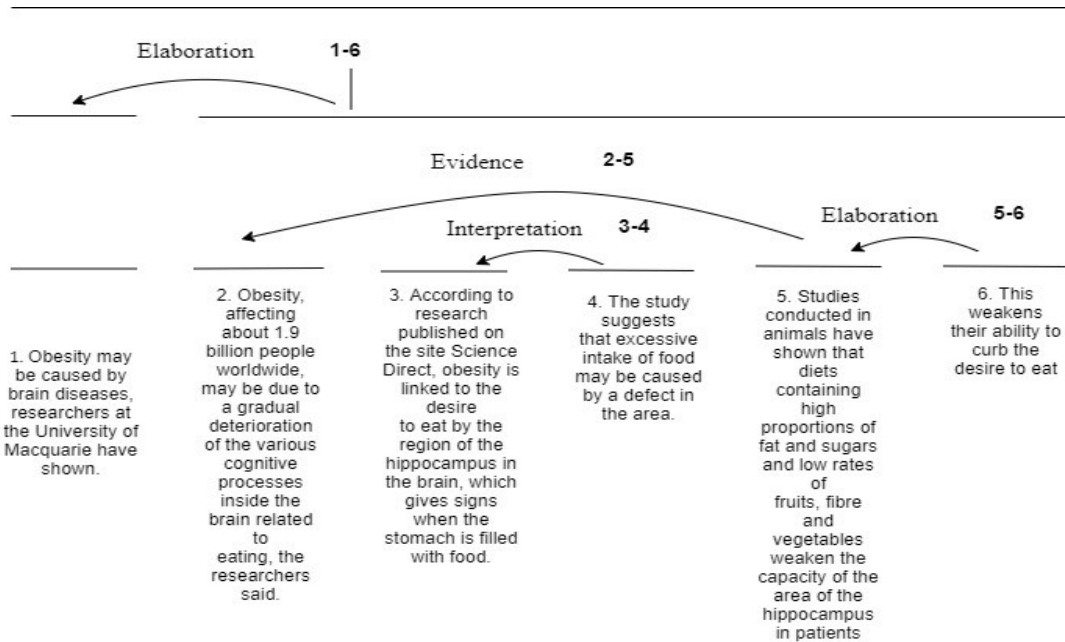 Elaboration
1-6
Evidence
2-5
Interpretation
3-4
Elaboration
5-6
1. Obesity may
be caused by
brain diseases,
researchers at
the University of
Macquarie have
shown.
2. Obesity,
affecting
about 1.9
billion people
worldwide,
may be due to
a gradual
deterioration
of the various
cognitive
processes
inside the
brain related
to
eating, the
researchers
said.
3. According to
research
published on
the site Science
Direct, obesity is
linked to the
desire
to eat by the
region of the
hippocampus in
the brain, which
gives signs
when the
stomach is filled
with food.
4. The study
suggests
that excessive
intake of food
may be caused
by a defect in
the area.
5. Studies
conducted in
animals have
shown that
diets
containing
high
proportions of
fat and sugars
and low rates
of
fruits, fibre
and
vegetables
weaken the
capacity of the
area of the
hippocampus
in patients
6. This
weakens
their ability to
curb the
desire to eat